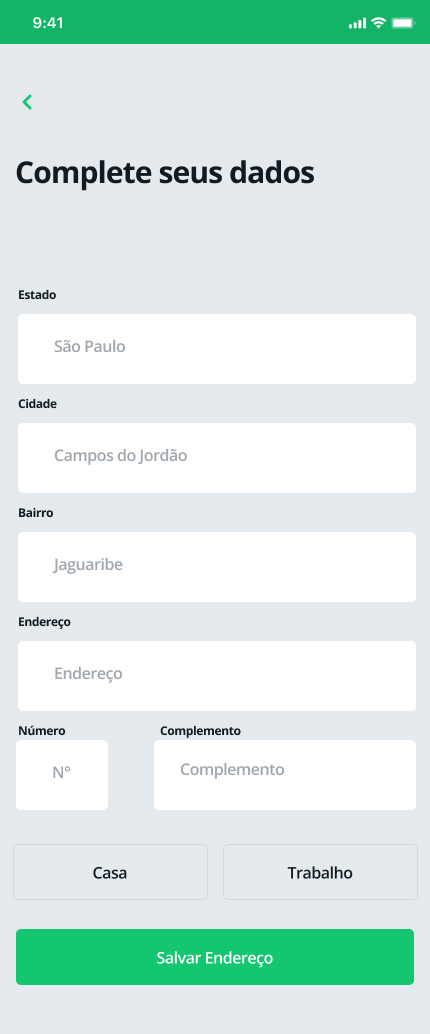 9:41
Complete seus dados
Estado
São Paulo
Cidade
Campos do Jordão
Bairro
Jaguaribe
Endereço
Endereço
Número Complemento
N° Complemento
Casa Trabalho
Salvar Endereço